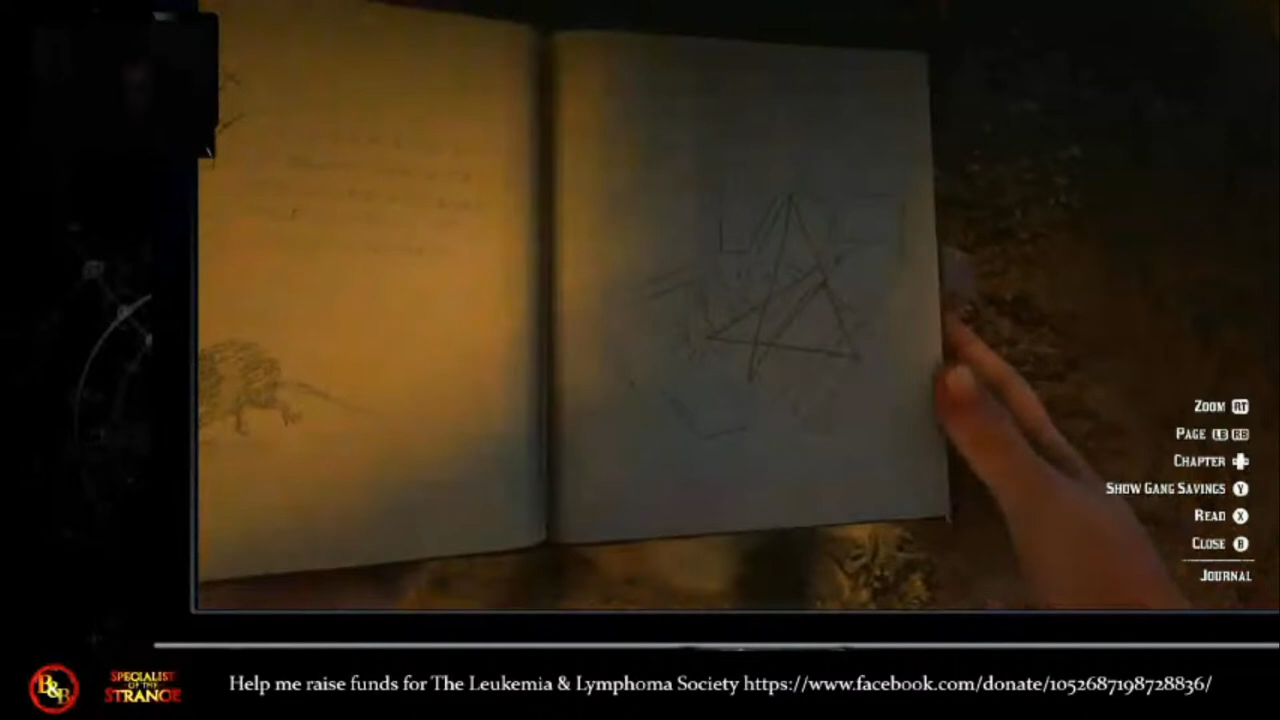 ZOOM RT
PAGE LB RB
CHAPTER
SHOW GANG SAVINGS Y
READ X
CLOSE B
JOURNAL
B&B
SPECIALIST
OF THE
STRANGE
Help me raise funds for The Leukemia & Lymphoma Society https://www.facebook.com/donate/1052687198728836/